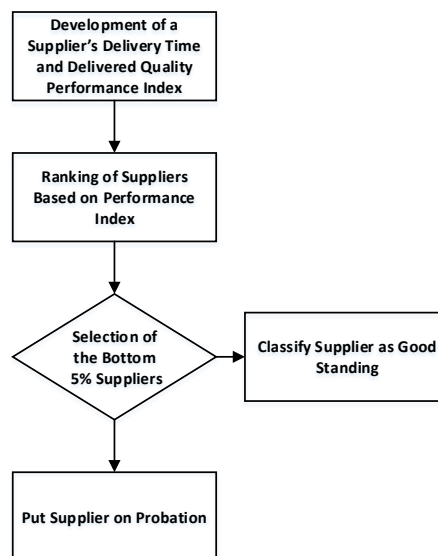 Development of a
Supplier’s Delivery Time
and Delivered Quality
Performance Index
Ranking of Suppliers
Based on Performance
Index
Selection of
the Bottom
5% Suppliers
Classify Supplier as Good
Standing
Put Supplier on Probation